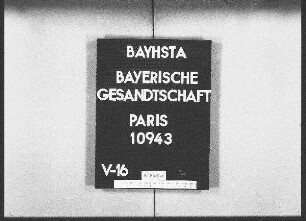 BAYHSTA
BAYERISCHE
GESANDTSCHAFT
PARIS
10943
V-16